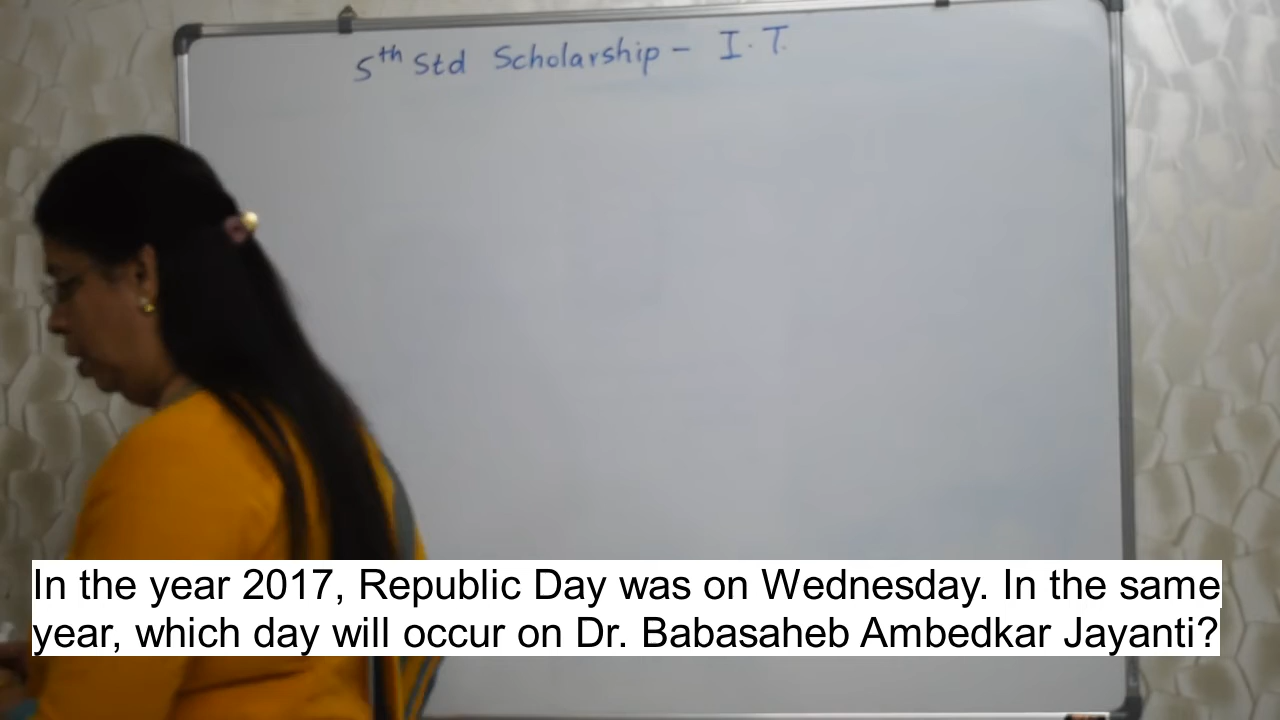 5th Std Scholarship - I.T.
In the year 2017, Republic Day was on Wednesday. In the same
year, which day will occur on Dr. Babasaheb Ambedkar Jayanti?